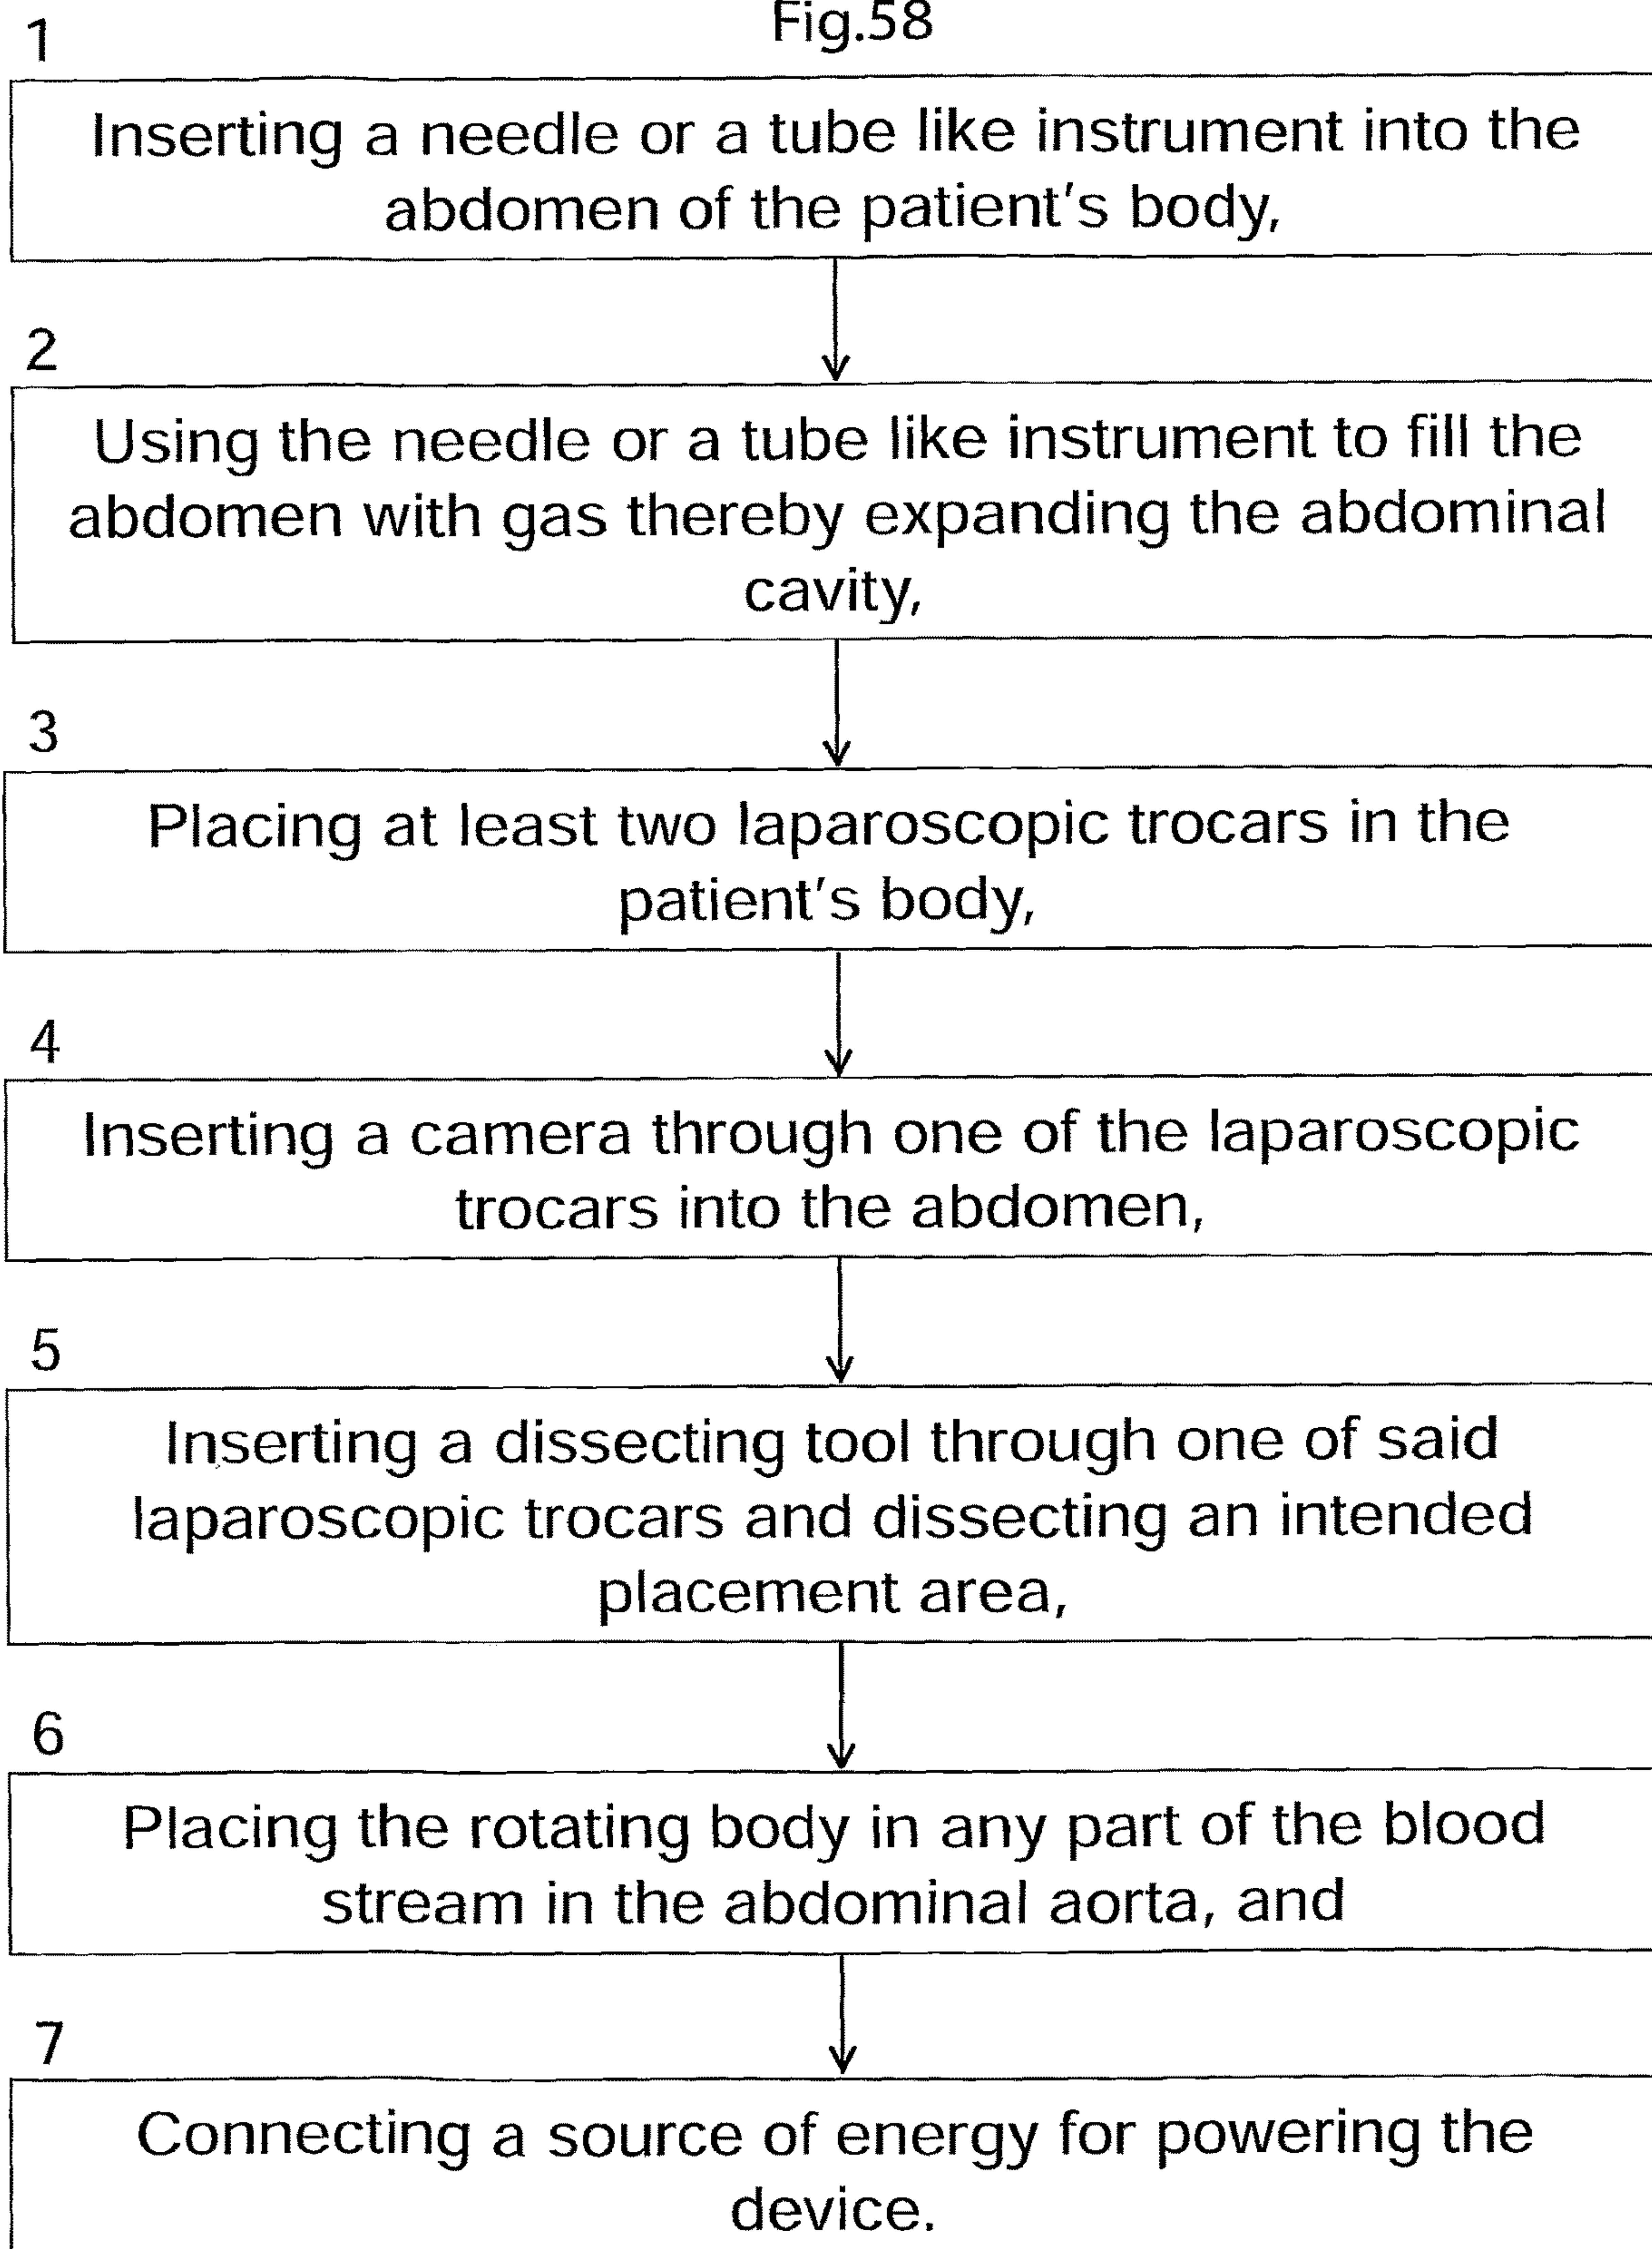 Fig.58
1
Inserting a needle or a tube like instrument into the
abdomen of the patient's body,
2
Using the needle or a tube like instrument to fill the
abdomen with gas thereby expanding the abdominal
cavity,
3
Placing at least two laparoscopic trocars in the
patient's body,
4
Inserting a camera through one of the laparoscopic
trocars into the abdomen,
5
Inserting a dissecting tool through one of said
laparoscopic trocars and dissecting an intended
placement area,
6
Placing the rotating body in any part of the blood
stream in the abdominal aorta, and
7
Connecting a source of energy for powering the
device.